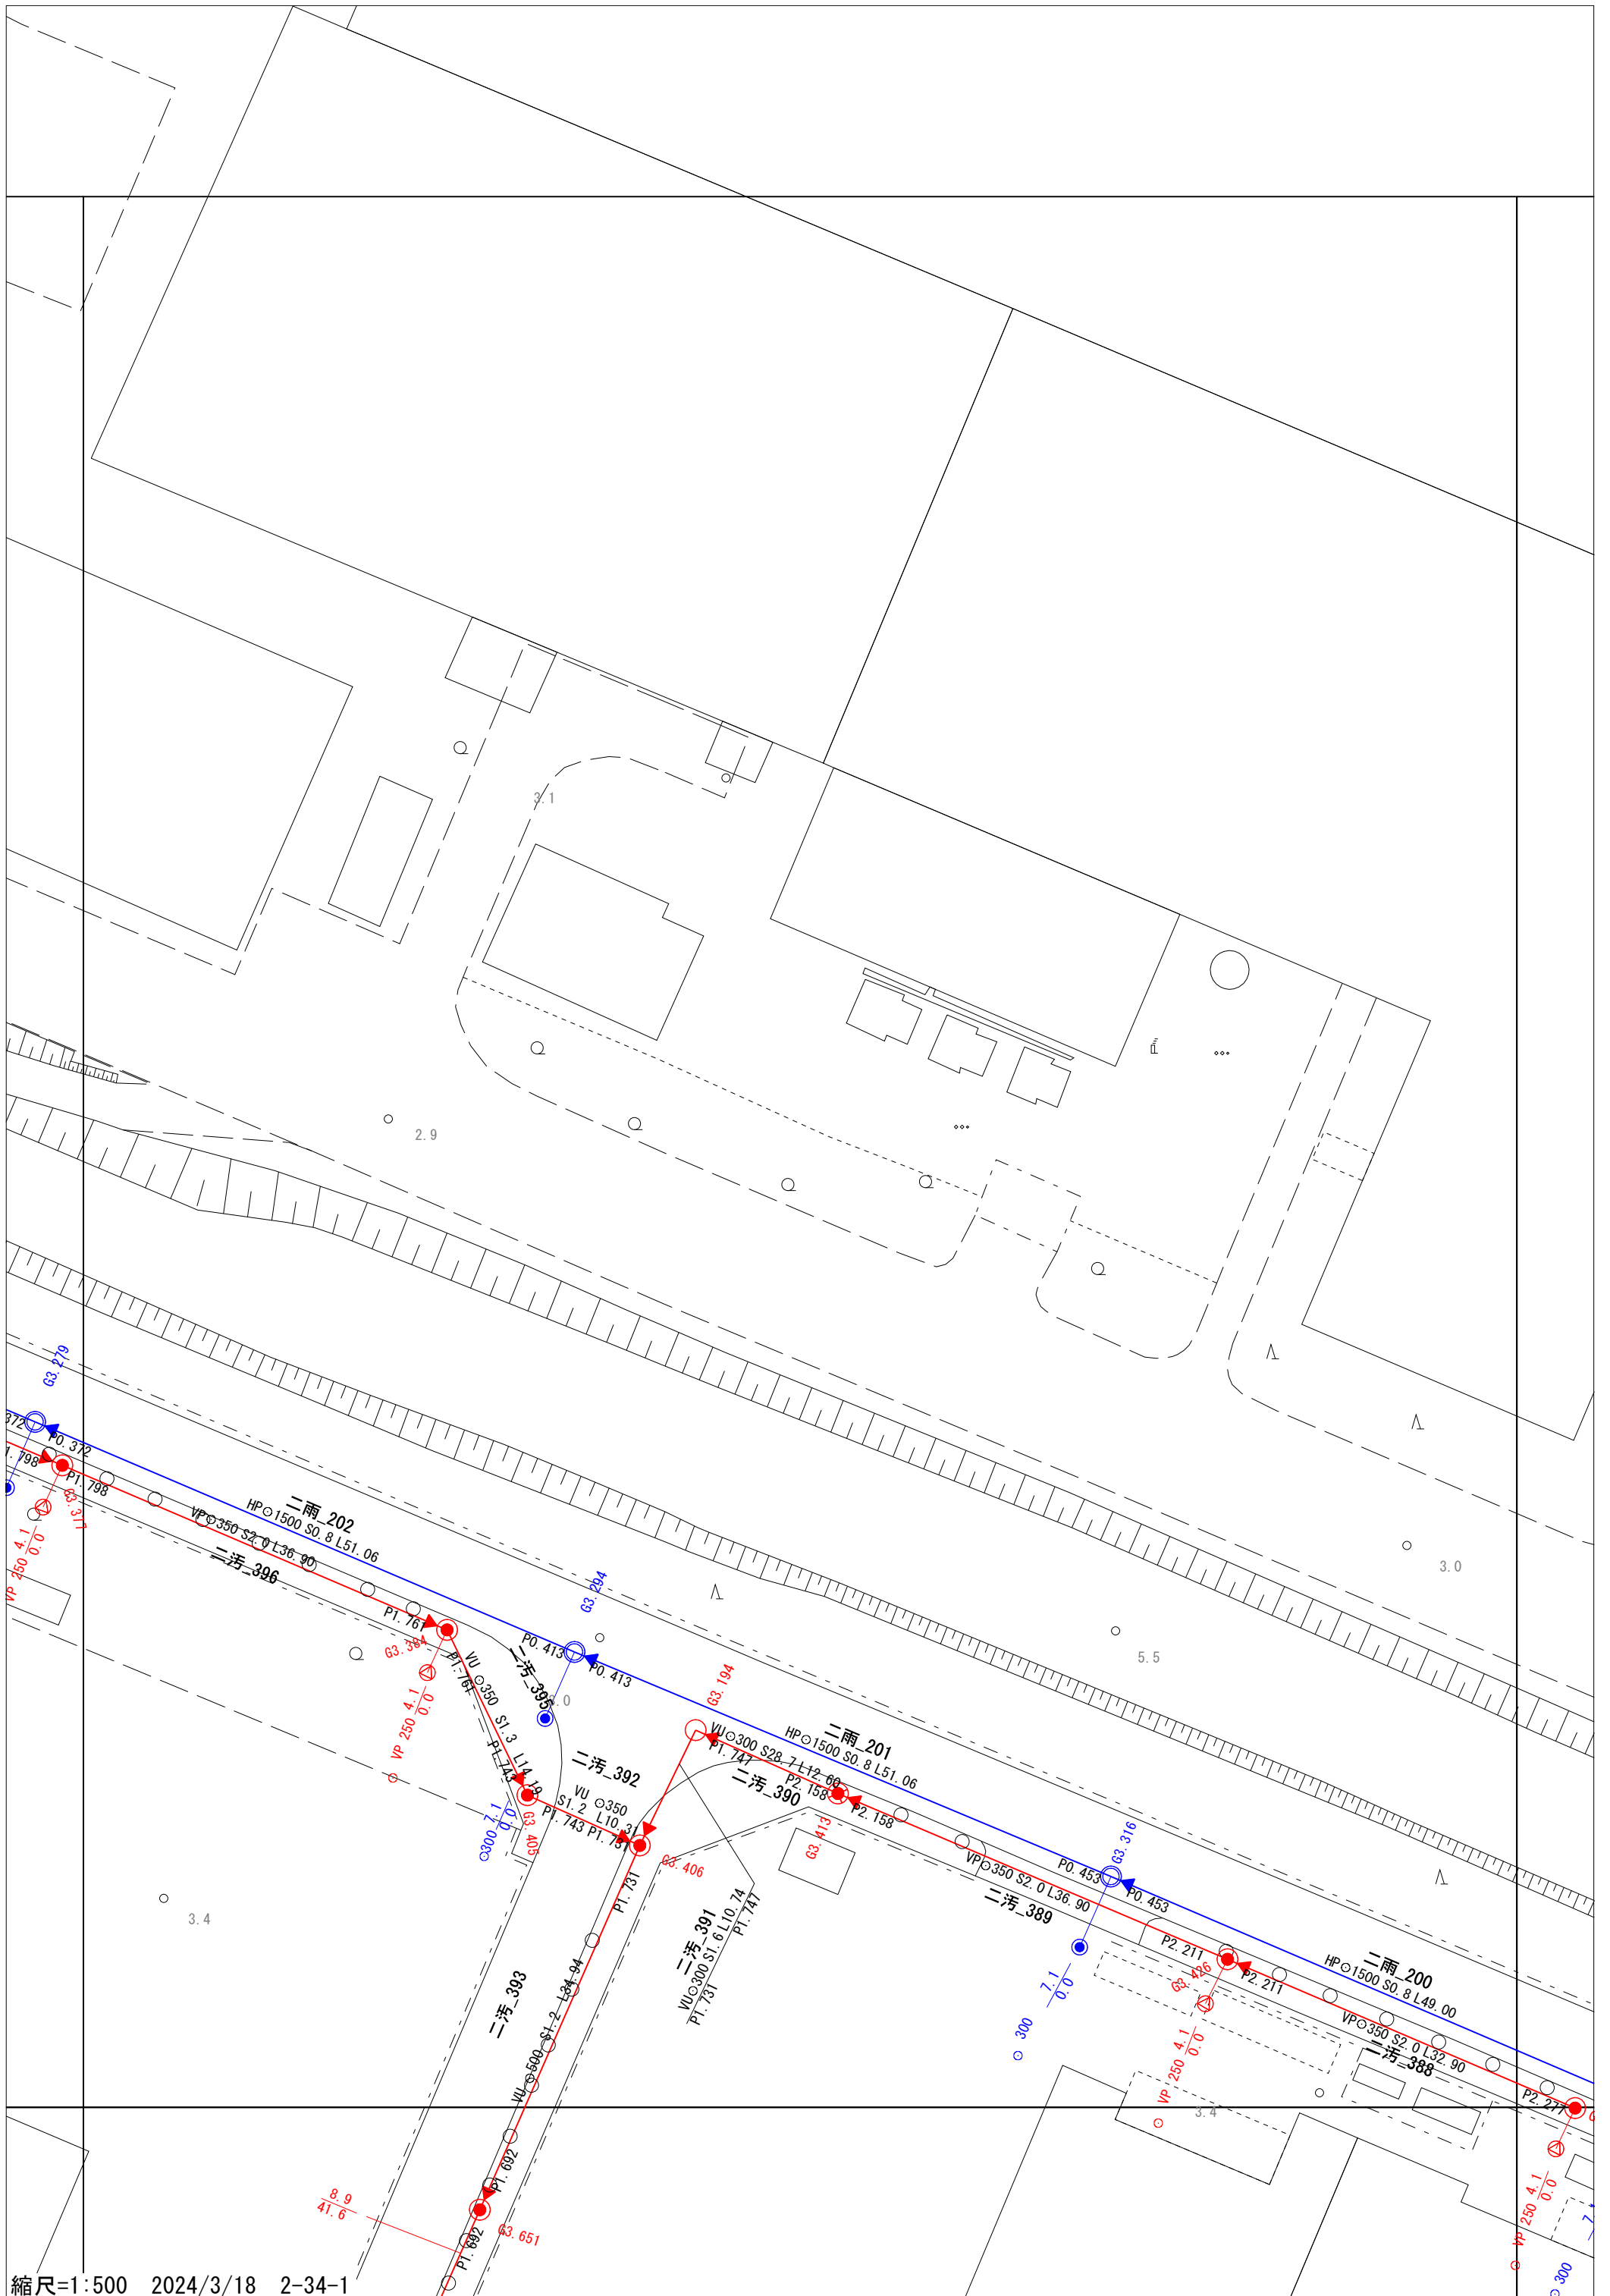 3.1
2.9
G3.279
372
P0.372
1.798
P1.798
G3.377
二雨_202
HP⊙1500 S0.8 L51.06
VP⊙350 S2.0 L36.90
二汚_396
VP 250 4.1
0.0
3.0
G3.294
P1.761
G3.384
P0.413
P0.413
5.5
P1.761
VU ⊙350 S1.3 L14.19
二汚_395
G3.194
VP 250 4.1
0.0
P1.743
二汚_392
VU ⊙350
S1.2 L10.31
VU⊙300 S28.7 L12.60
P1.747
二雨_201
HP⊙1500 S0.8 L51.06
二汚_390
P2.158
P2.158
⊙300 7.1
0.0
G3.405
P1.743
P1.731
G3.406
G3.413
G3.316
P0.453
P0.453
VP⊙350 S2.0 L36.90
二汚_389
3.4
P1.731
二汚_391
VU⊙300 S1.6 L10.74
P1.747
P1.731
P2.211
G3.426
P2.211
二雨_200
HP⊙1500 S0.8 L49.00
二汚_393
VU ⊙500 S1.2 L34.94
300 7.1
0.0
VP 250 4.1
0.0
VP⊙350 S2.0 L32.90
二汚_388
P2.277
3.4
P1.692
8.9
41.6
G3.651
P1.692
VP 250 4.1
0.0
300
縮尺=1:500 2024/3/18 2-34-1